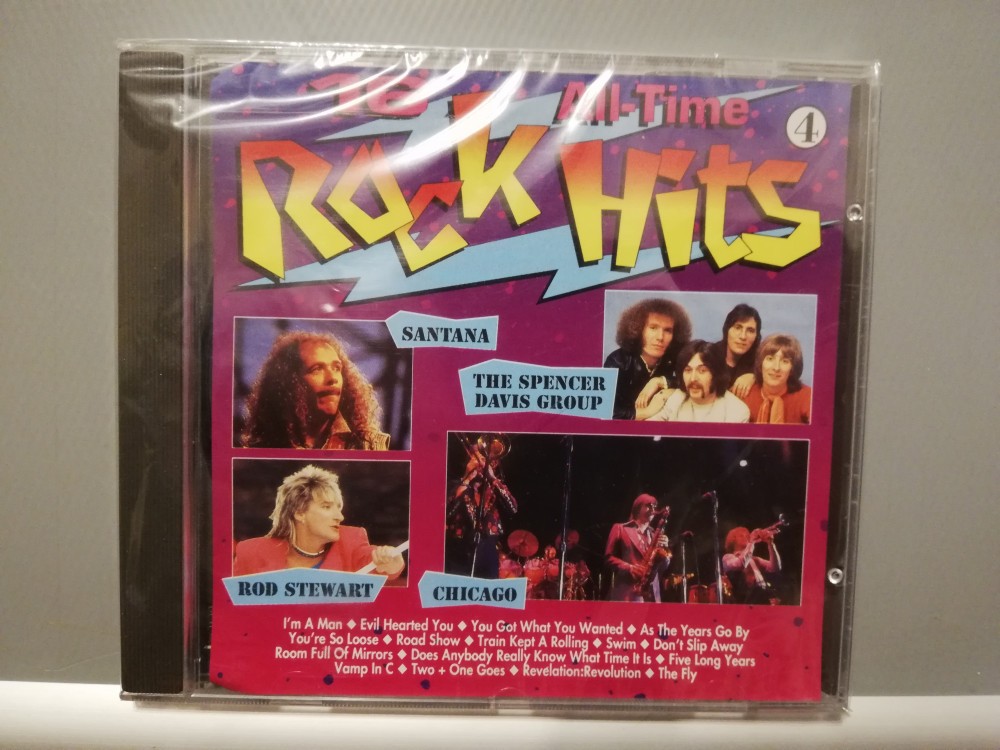 16 All-Time
4
Rock Hits
SANTANA
THE SPENCER
DAVIS GROUP
ROD STEWART
CHICAGO
I'm A Man ◆ Evil Hearted You ◆ You Got What You Wanted ◆ As The Years Go By
You're So Loose ◆ Road Show ◆ Train Kept A Rolling ◆ Swim ◆ Don't Slip Away
Room Full Of Mirrors ◆ Does Anybody Really Know What Time It Is ◆ Five Long Years
Vamp In C ◆ Two + One Goes ◆ Revelation:Revolution ◆ The Fly